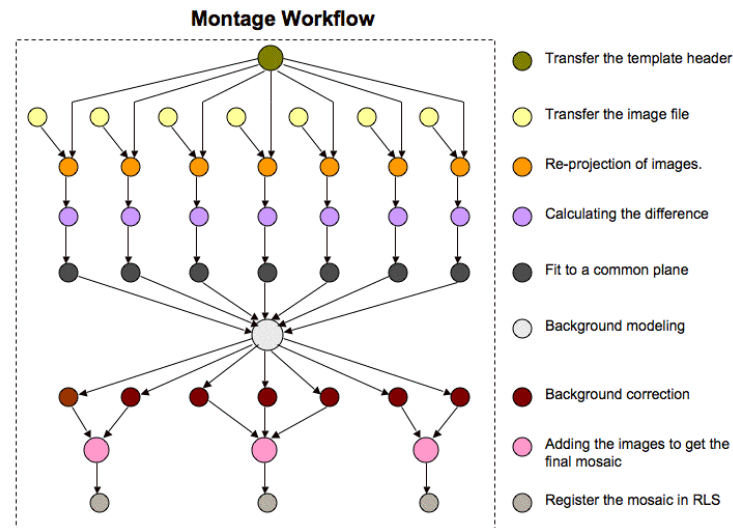 Montage Workflow
Transfer the template header
Transfer the image file
Re-projection of images.
Calculating the difference
Fit to a common plane
Background modeling
Background correction
Adding the images to get the
final mosaic
Register the mosaic in RLS